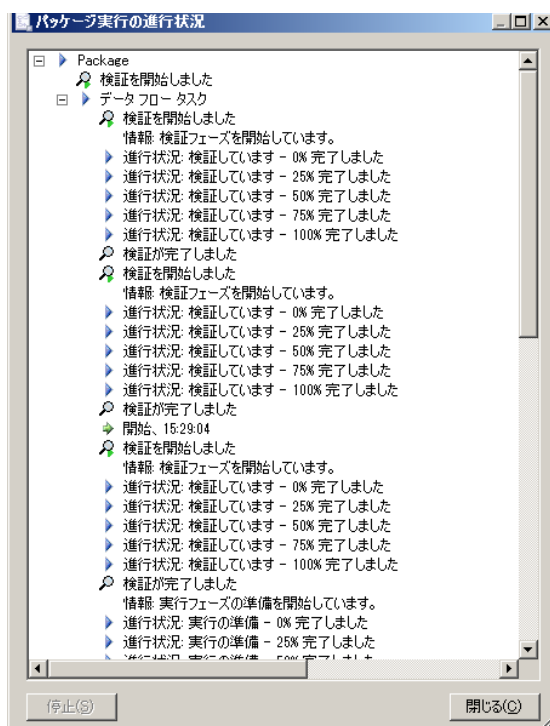 パッケージ実行の進行状況
Package
検証を開始しました
データ フロー タスク
検証を開始しました
情報: 検証フェーズを開始しています。
進行状況: 検証しています - 0% 完了しました
進行状況: 検証しています - 25% 完了しました
進行状況: 検証しています - 50% 完了しました
進行状況: 検証しています - 75% 完了しました
進行状況: 検証しています - 100% 完了しました
検証が完了しました
検証を開始しました
情報: 検証フェーズを開始しています。
進行状況: 検証しています - 0% 完了しました
進行状況: 検証しています - 25% 完了しました
進行状況: 検証しています - 50% 完了しました
進行状況: 検証しています - 75% 完了しました
進行状況: 検証しています - 100% 完了しました
検証が完了しました
開始、15:29:04
検証を開始しました
情報: 検証フェーズを開始しています。
進行状況: 検証しています - 0% 完了しました
進行状況: 検証しています - 25% 完了しました
進行状況: 検証しています - 50% 完了しました
進行状況: 検証しています - 75% 完了しました
進行状況: 検証しています - 100% 完了しました
検証が完了しました
情報: 実行フェーズの準備を開始しています。
進行状況: 実行の準備 - 0% 完了しました
進行状況: 実行の準備 - 25% 完了しました
進行状況: 実行の準備 - 50% 完了しました
停止(S)
閉じる(C)